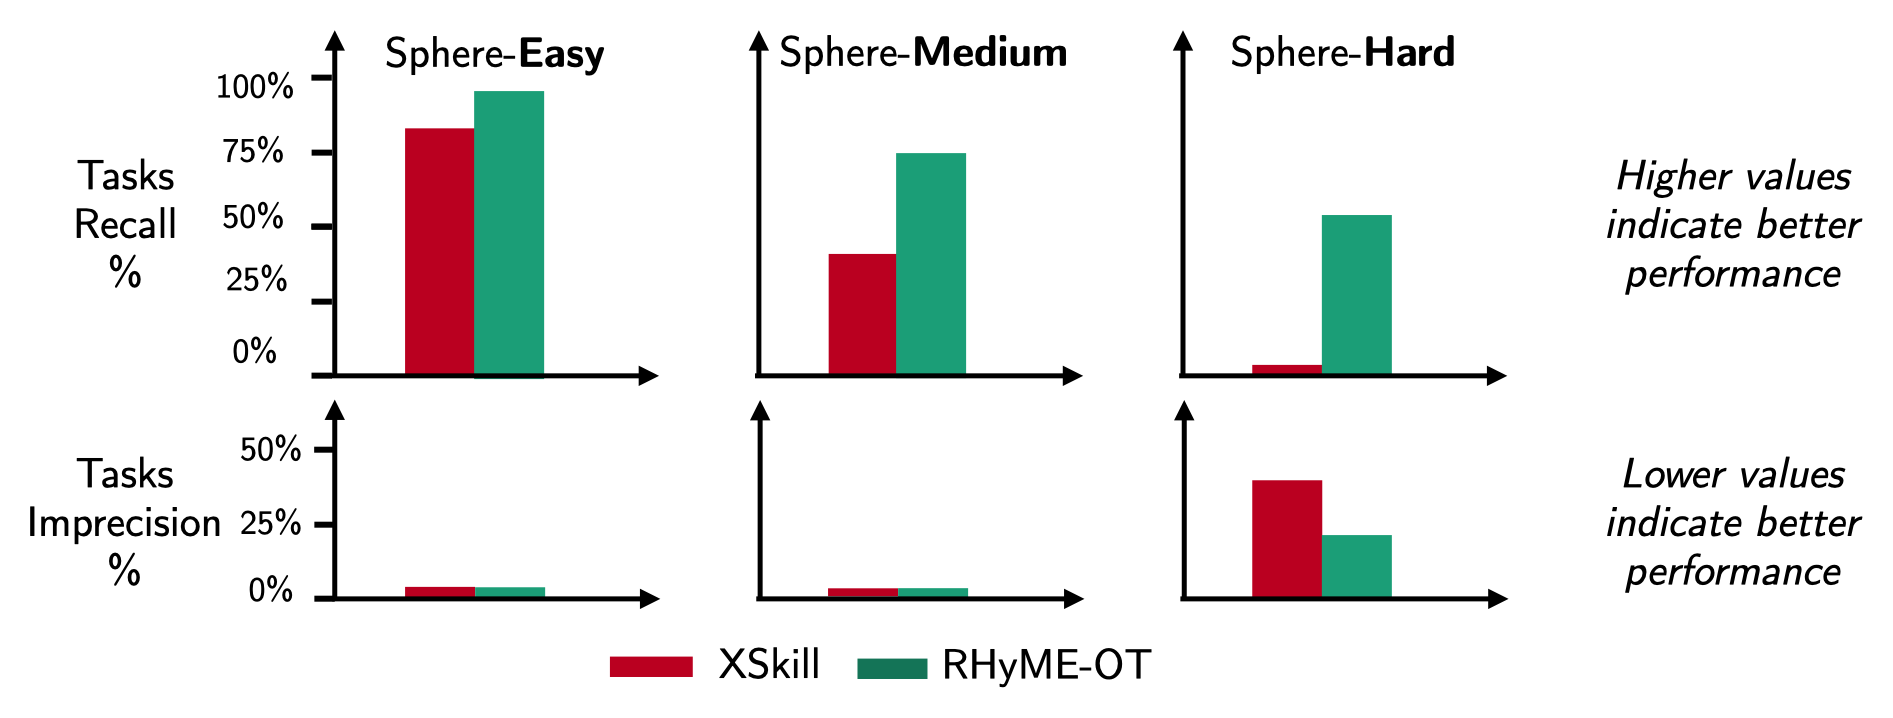 Sphere-Easy
Sphere-Medium
Sphere-Hard
Tasks
Recall
%
100%
75%
50%
25%
0%
Higher values
indicate better
performance
Tasks
Imprecision
%
50%
25%
0%
Lower values
indicate better
performance
XSkill
RHyME-OT